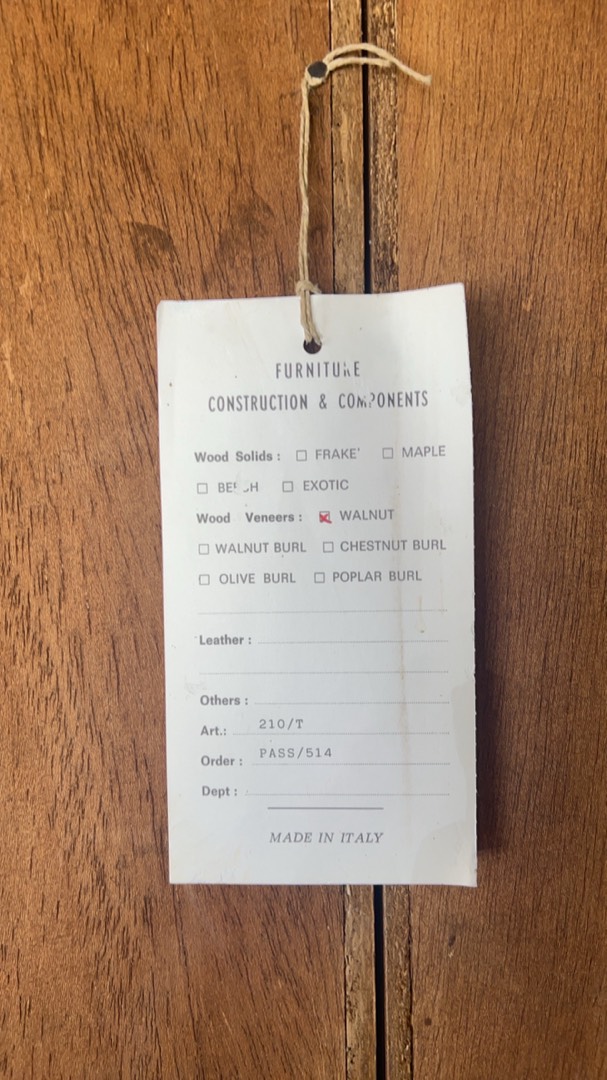 FURNITURE
CONSTRUCTION & COMPONENTS
Wood Solids : ☐ FRAKE' ☐ MAPLE
☐ BEECH ☐ EXOTIC
Wood Veneers : ☒ WALNUT
☐ WALNUT BURL ☐ CHESTNUT BURL
☐ OLIVE BURL ☐ POPLAR BURL
Leather :
Others :
Art.: 210/T
Order : PASS/514
Dept :
MADE IN ITALY